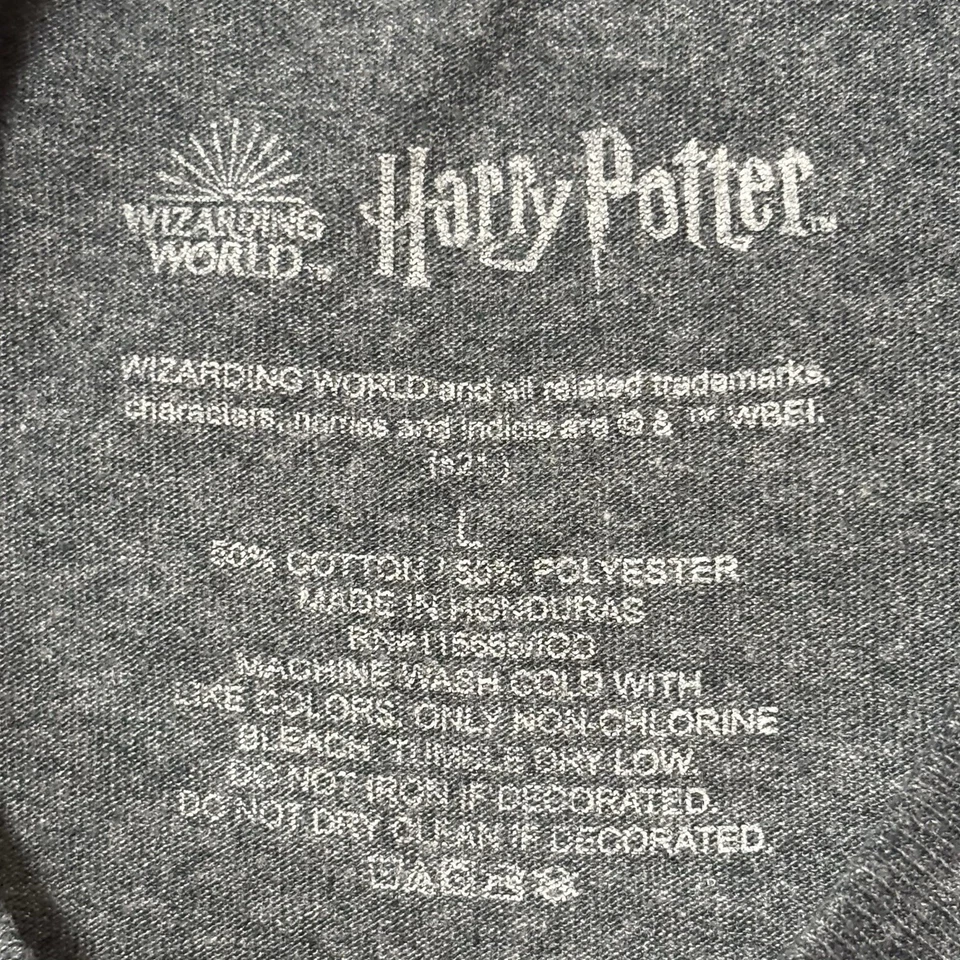 WIZARDING
WORLD™
Harry Potter™
WIZARDING WORLD and all related trademarks,
characters, names and indicia are © & ™ WBEI.
L
50% COTTON / 50% POLYESTER
MADE IN HONDURAS
MACHINE WASH COLD WITH
LIKE COLORS. ONLY NON-CHLORINE
BLEACH. TUMBLE DRY LOW.
DO NOT IRON IF DECORATED.
DO NOT DRY CLEAN IF DECORATED.